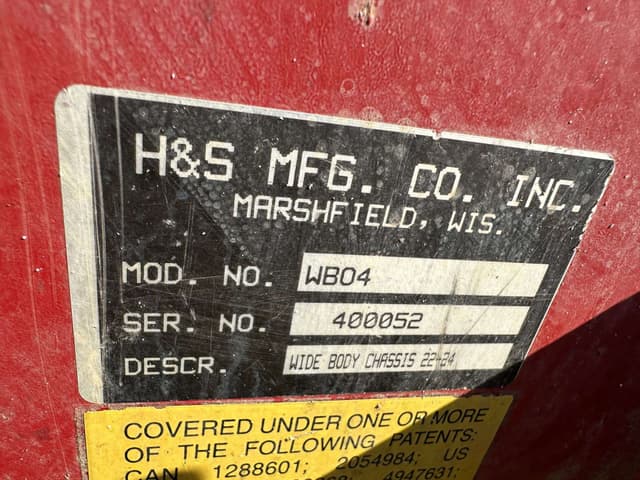 H&S MFG. CO. INC.
MARSHFIELD, WIS.
MOD. NO. WB04
SER. NO. 400052
DESCR. WIDE BODY CHASSIS 22-24
COVERED UNDER ONE OR MORE
OF THE FOLLOWING PATENTS:
CAN 1288601; 2054984; US
4947631;